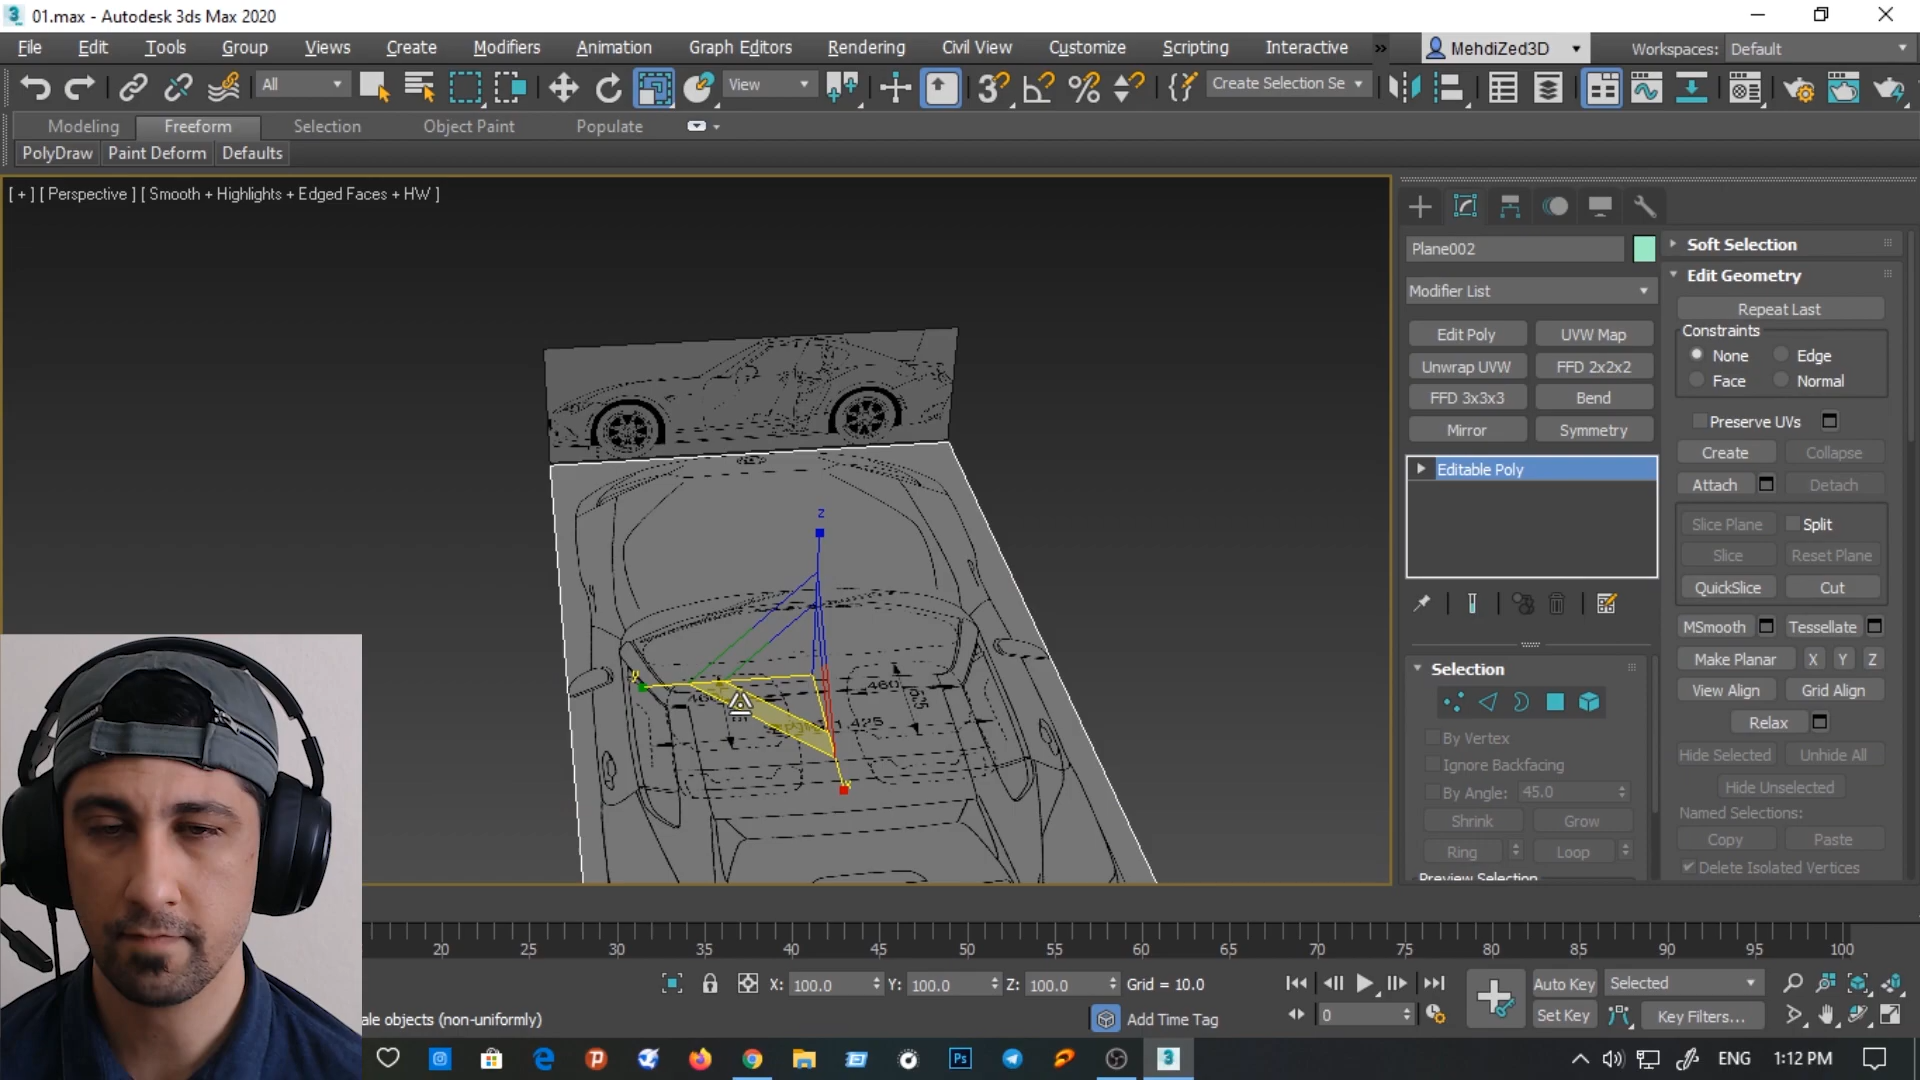 01.max - Autodesk 3ds Max 2020
File Edit Tools Group Views Create Modifiers Animation Graph Editors Rendering Civil View Customize Scripting Interactive » MehdiZed3D Workspaces: Default
All View Create Selection Se
Modeling Freeform Selection Object Paint Populate
PolyDraw Paint Deform Defaults
[ + ] [ Perspective ] [ Smooth + Highlights + Edged Faces + HW ]
Plane002
Modifier List
Edit Poly UVW Map
Unwrap UVW FFD 2x2x2
FFD 3x3x3 Bend
Mirror Symmetry
Editable Poly
Selection
By Vertex
Ignore Backfacing
By Angle: 45.0
Shrink Grow
Ring Loop
Preview Selection
Soft Selection
Edit Geometry
Repeat Last
Constraints
None Edge
Face Normal
Preserve UVs
Create Collapse
Attach Detach
Slice Plane Split
Slice Reset Plane
QuickSlice Cut
MSmooth Tessellate
Make Planar X Y Z
View Align Grid Align
Relax
Hide Selected Unhide All
Hide Unselected
Named Selections:
Copy Paste
Delete Isolated Vertices
z
y
x
460
1.425
20 25 30 35 40 45 50 55 60 65 70 75 80 85 90 95 100
X: 100.0 Y: 100.0 Z: 100.0 Grid = 10.0
Auto Key Selected
ale objects (non-uniformly)
Add Time Tag
0
Set Key Key Filters...
Ps
3
ENG 1:12 PM